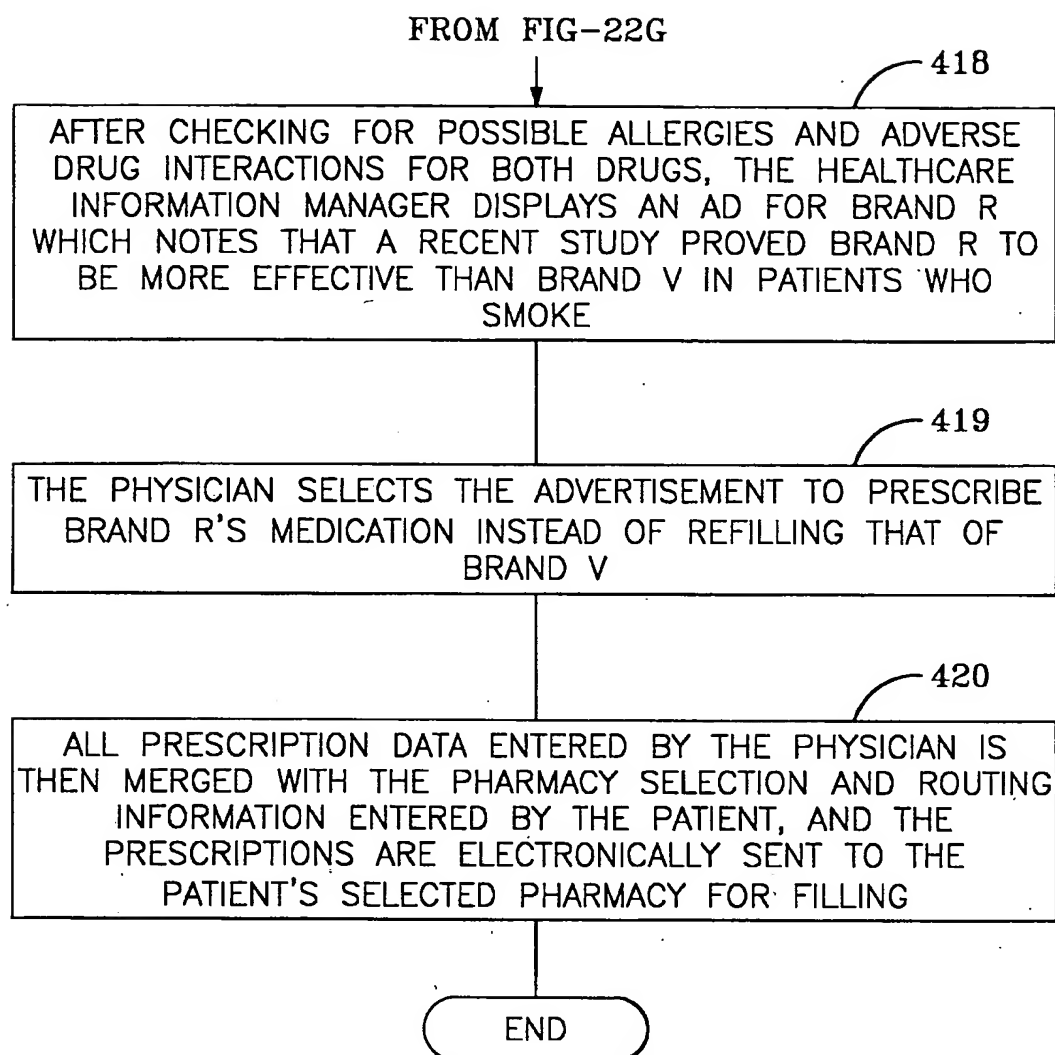 FROM FIG-22G
418
AFTER CHECKING FOR POSSIBLE ALLERGIES AND ADVERSE
DRUG INTERACTIONS FOR BOTH DRUGS, THE HEALTHCARE
INFORMATION MANAGER DISPLAYS AN AD FOR BRAND R
WHICH NOTES THAT A RECENT STUDY PROVED BRAND R TO
BE MORE EFFECTIVE THAN BRAND V IN PATIENTS WHO
SMOKE
419
THE PHYSICIAN SELECTS THE ADVERTISEMENT TO PRESCRIBE
BRAND R'S MEDICATION INSTEAD OF REFILLING THAT OF
BRAND V
420
ALL PRESCRIPTION DATA ENTERED BY THE PHYSICIAN IS
THEN MERGED WITH THE PHARMACY SELECTION AND ROUTING
INFORMATION ENTERED BY THE PATIENT, AND THE
PRESCRIPTIONS ARE ELECTRONICALLY SENT TO THE
PATIENT'S SELECTED PHARMACY FOR FILLING
END